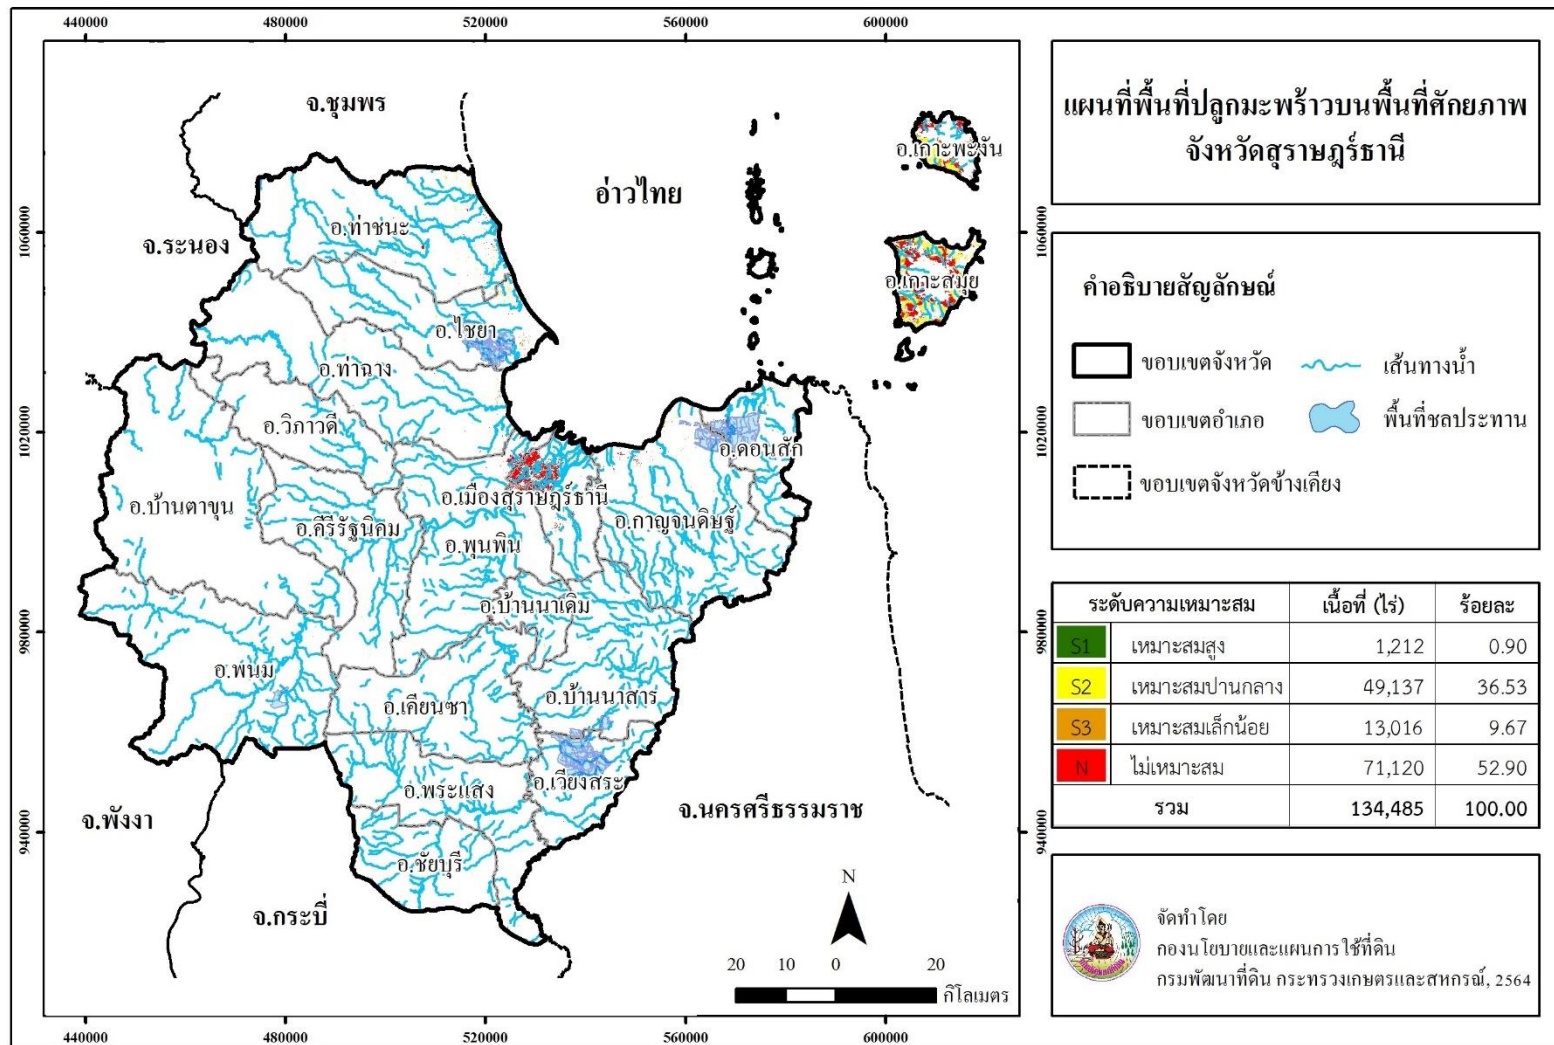 440000 480000 520000 560000 600000
แผนที่พื้นที่ปลูกมะพร้าวบนพื้นที่ศักยภาพ
จังหวัดสุราษฎร์ธานี
จ.ชุมพร
อ.เกาะพะงัน
อ่าวไทย
อ.ท่าชนะ
จ.ระนอง
1060000 1060000
อ.เกาะสมุย
อ.ไชยา
อ.ท่าฉาง
อ.วิภาวดี
1020000 1020000
อ.ดอนสัก
อ.เมืองสุราษฎร์ธานี
อ.บ้านตาขุน
อ.คีรีรัฐนิคม
อ.กาญจนดิษฐ์
อ.พุนพิน
อ.บ้านนาเดิม
980000 980000
อ.พนม
อ.บ้านนาสาร
อ.เคียนซา
อ.เวียงสระ
อ.พระแสง
จ.นครศรีธรรมราช
จ.พังงา
940000 940000
อ.ชัยบุรี
จ.กระบี่
N
20 10 0 20
กิโลเมตร
440000 480000 520000 560000 600000
คำอธิบายสัญลักษณ์
ขอบเขตจังหวัด เส้นทางน้ำ
ขอบเขตอำเภอ พื้นที่ชลประทาน
ขอบเขตจังหวัดข้างเคียง
ระดับความเหมาะสม เนื้อที่ (ไร่) ร้อยละ
S1 เหมาะสมสูง 1,212 0.90
S2 เหมาะสมปานกลาง 49,137 36.53
S3 เหมาะสมเล็กน้อย 13,016 9.67
N ไม่เหมาะสม 71,120 52.90
รวม 134,485 100.00
จัดทำโดย
กองนโยบายและแผนการใช้ที่ดิน
กรมพัฒนาที่ดิน กระทรวงเกษตรและสหกรณ์, 2564